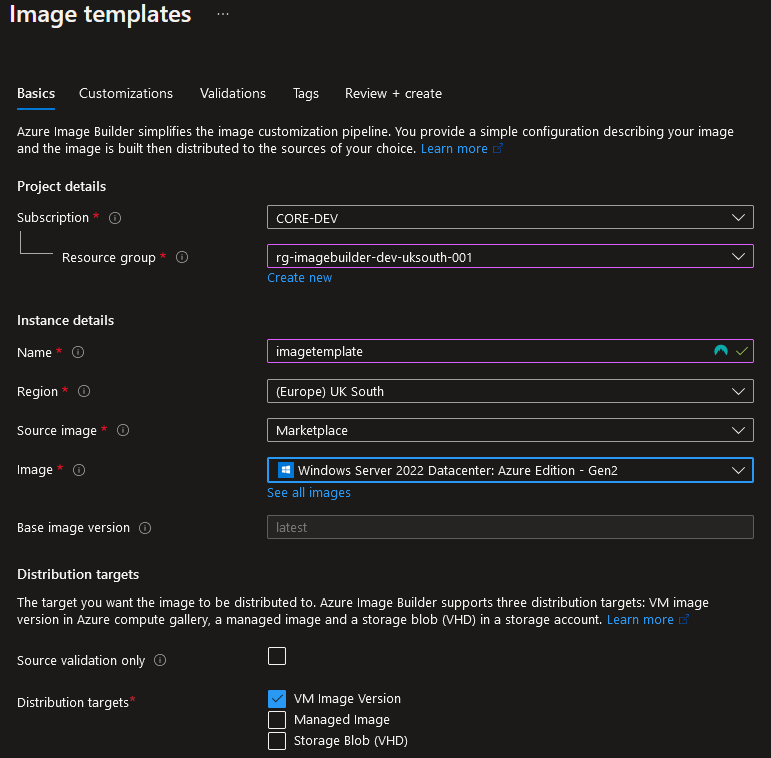 Image templates ...
Basics Customizations Validations Tags Review + create
Azure Image Builder simplifies the image customization pipeline. You provide a simple configuration describing your image
and the image is built then distributed to the sources of your choice. Learn more
Project details
Subscription * CORE-DEV
Resource group * rg-imagebuilder-dev-uksouth-001
Create new
Instance details
Name * imagetemplate
Region * (Europe) UK South
Source image * Marketplace
Image * Windows Server 2022 Datacenter: Azure Edition - Gen2
See all images
Base image version latest
Distribution targets
The target you want the image to be distributed to. Azure Image Builder supports three distribution targets: VM image
version in Azure compute gallery, a managed image and a storage blob (VHD) in a storage account. Learn more
Source validation only
Distribution targets* VM Image Version
Managed Image
Storage Blob (VHD)